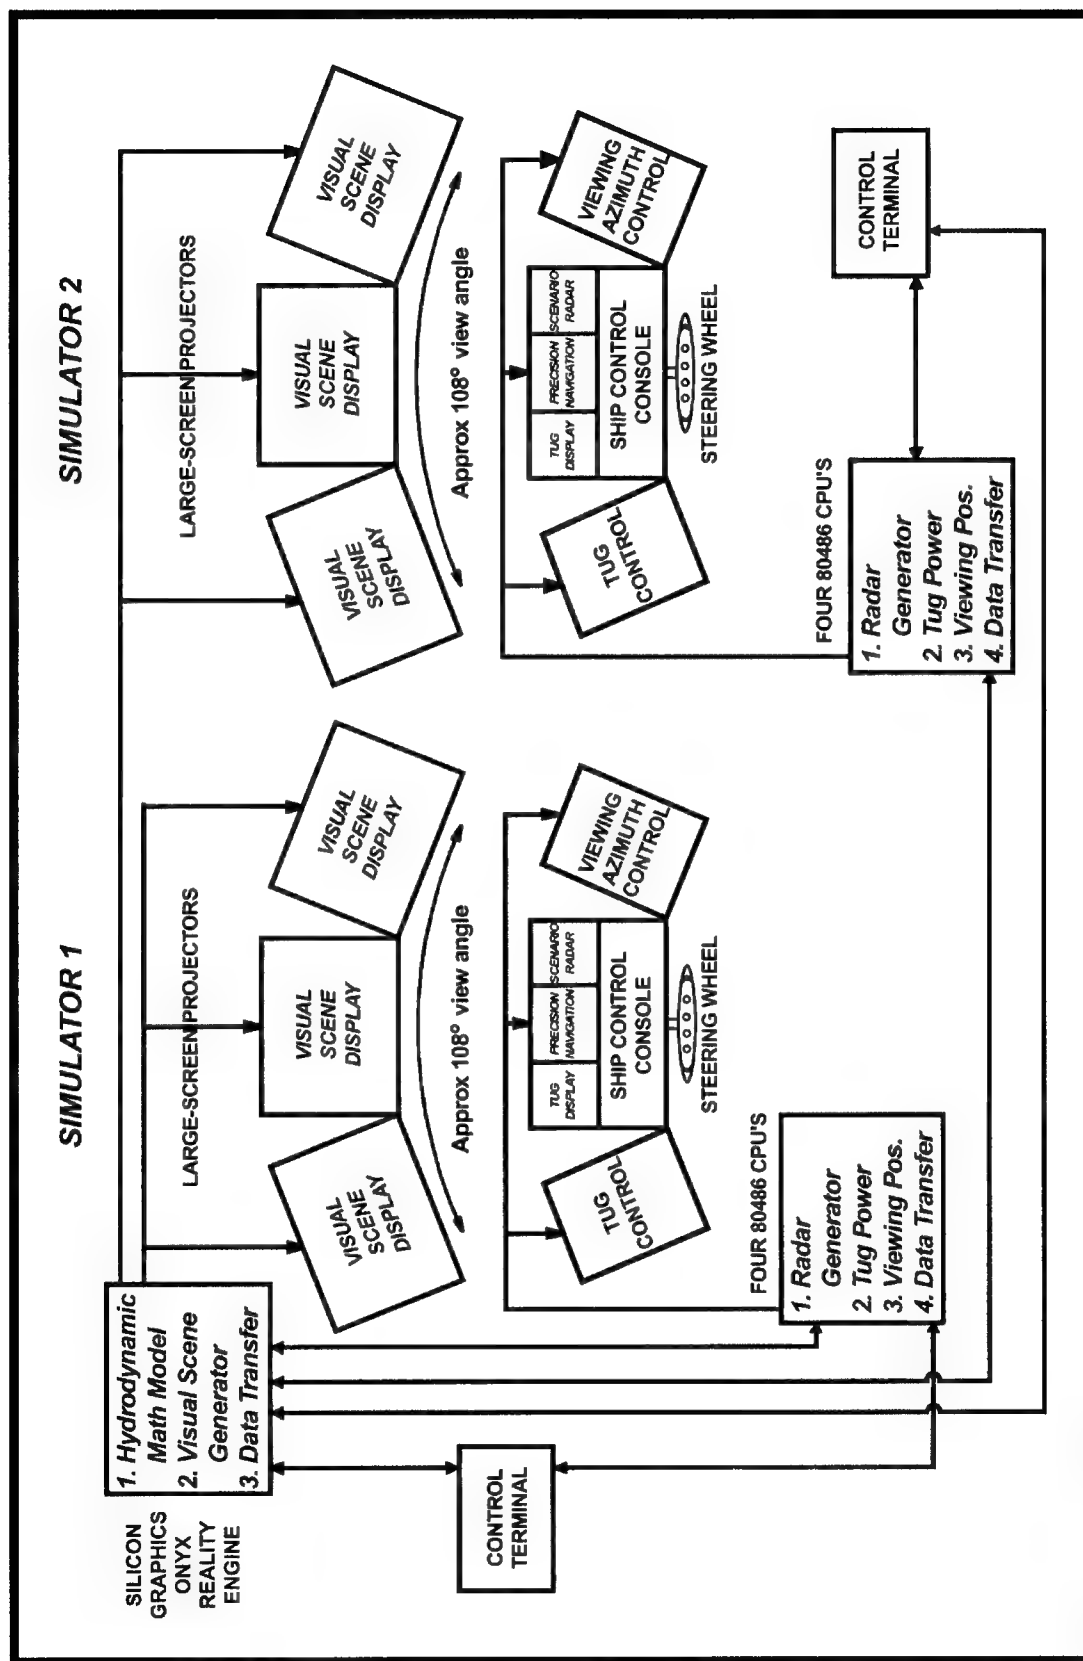 SIMULATOR 1
SIMULATOR 2
SILICON
GRAPHICS
ONYX
REALITY
ENGINE
1. Hydrodynamic
Math Model
2. Visual Scene
Generator
3. Data Transfer
LARGE-SCREEN PROJECTORS
VISUAL
SCENE
DISPLAY
VISUAL
SCENE
DISPLAY
VISUAL
SCENE
DISPLAY
Approx 108° view angle
TUG
CONTROL
TUG
DISPLAY
PRECISION
NAVIGATION
SCENARIO
RADAR
SHIP CONTROL
CONSOLE
VIEWING
AZIMUTH
CONTROL
STEERING WHEEL
FOUR 80486 CPU'S
1. Radar
Generator
2. Tug Power
3. Viewing Pos.
4. Data Transfer
CONTROL
TERMINAL
LARGE-SCREEN PROJECTORS
VISUAL
SCENE
DISPLAY
VISUAL
SCENE
DISPLAY
VISUAL
SCENE
DISPLAY
Approx 108° view angle
TUG
CONTROL
TUG
DISPLAY
PRECISION
NAVIGATION
SCENARIO
RADAR
SHIP CONTROL
CONSOLE
VIEWING
AZIMUTH
CONTROL
STEERING WHEEL
FOUR 80486 CPU'S
1. Radar
Generator
2. Tug Power
3. Viewing Pos.
4. Data Transfer
CONTROL
TERMINAL